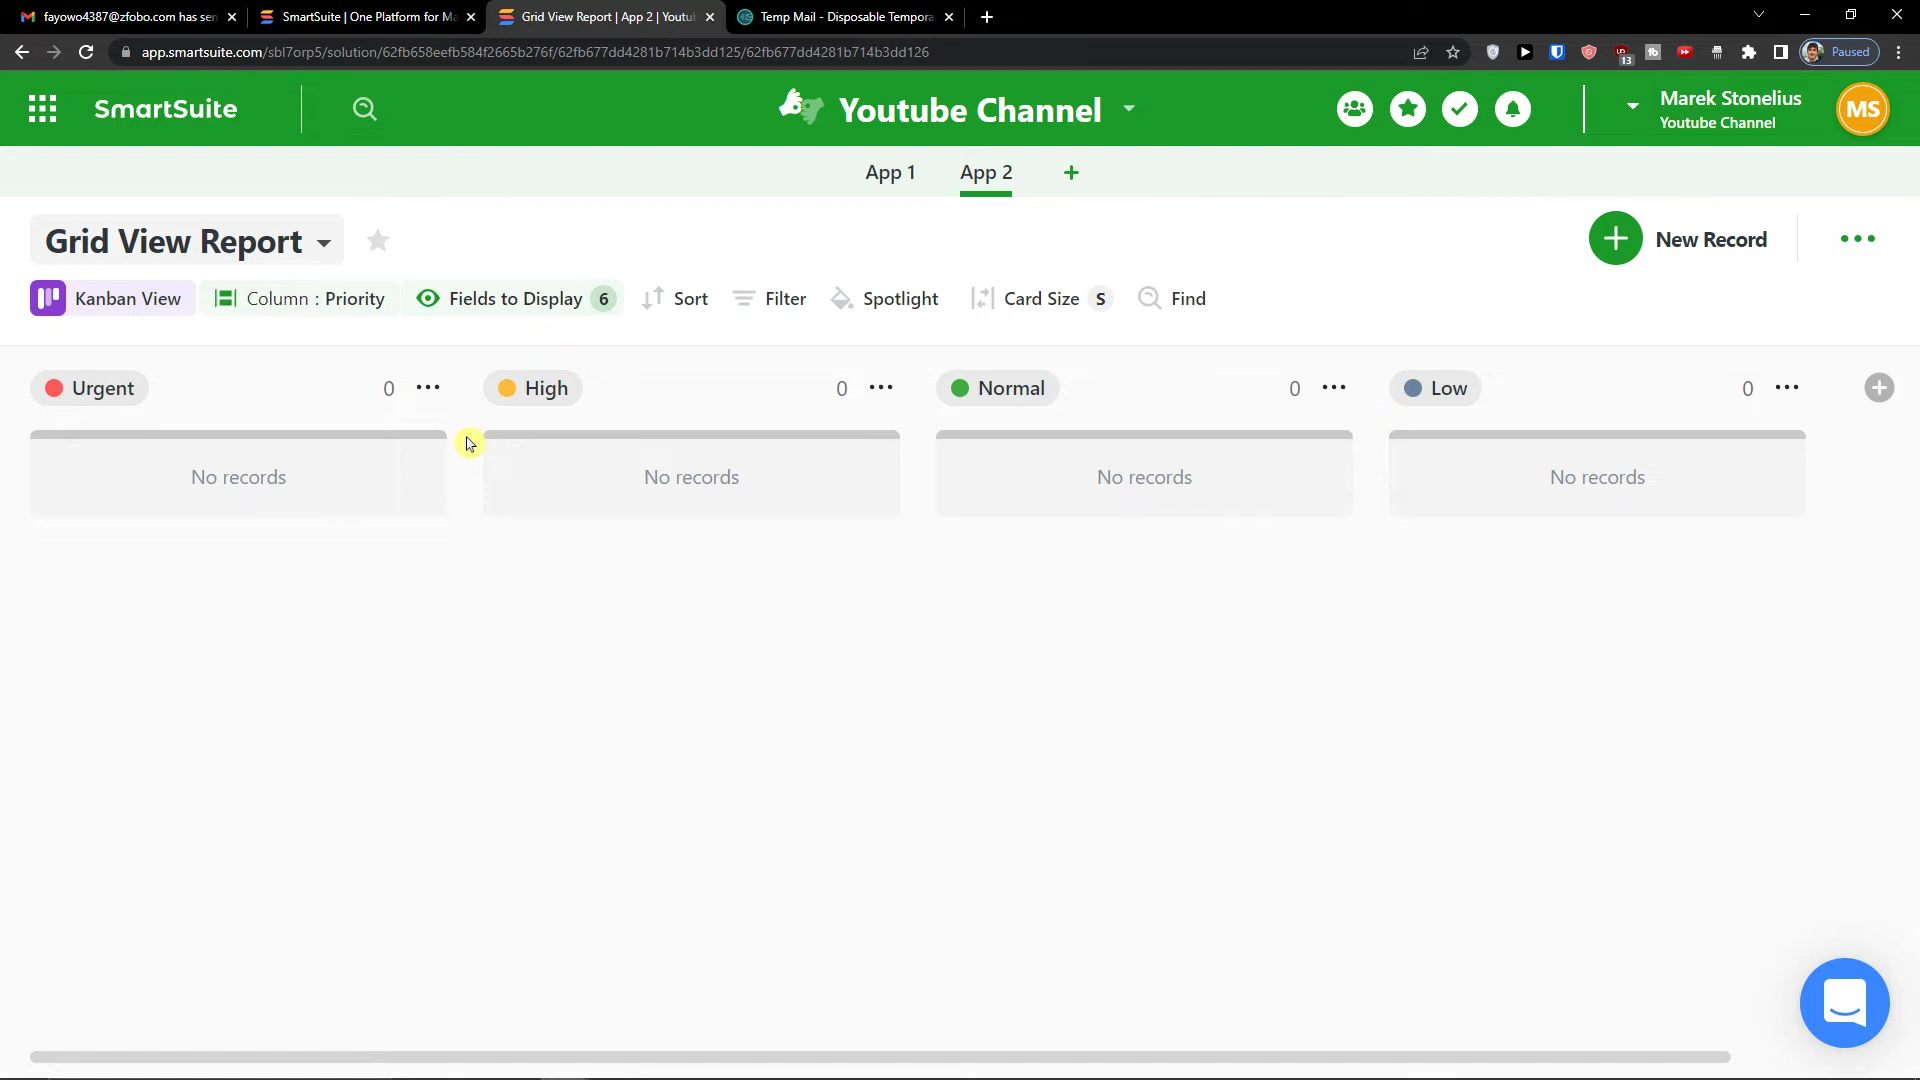 fayowo4387@zfobo.com has sen
SmartSuite | One Platform for Ma
Grid View Report | App 2 | Youtu
Temp Mail - Disposable Tempora
app.smartsuite.com/sbl7orp5/solution/62fb658eefb584f2665b276f/62fb677dd4281b714b3dd125/62fb677dd4281b714b3dd126
13
Paused
SmartSuite
Youtube Channel
Marek Stonelius
Youtube Channel
MS
App 1
App 2
Grid View Report
New Record
Kanban View
Column : Priority
Fields to Display 6
Sort
Filter
Spotlight
Card Size S
Find
Urgent 0
High 0
Normal 0
Low 0
No records
No records
No records
No records